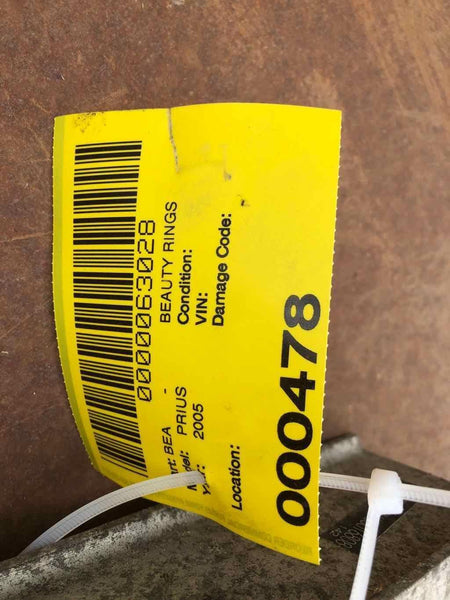 0000063028
BEA - BEAUTY RINGS
PRIUS Condition:
2005 VIN:
Damage Code:
Location:
000478